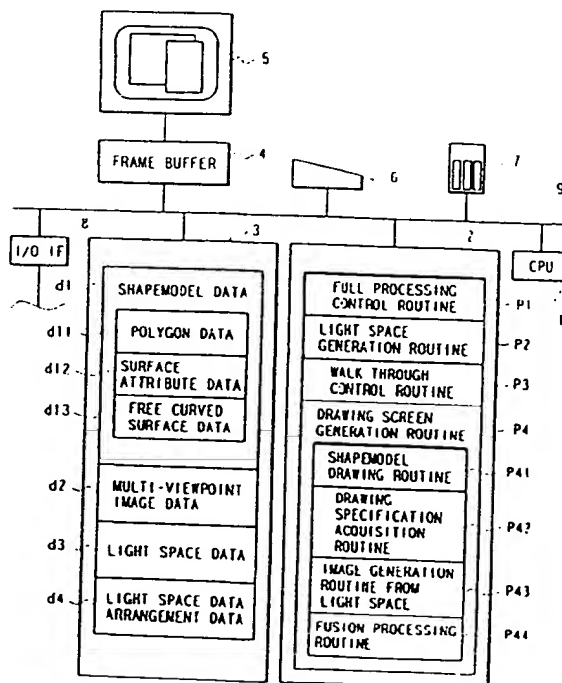 5
FRAME BUFFER
4
6
7
9
8
3
2
I/O IF
CPU
d1
SHAPEMODEL DATA
d11
POLYGON DATA
d12
SURFACE
ATTRIBUTE DATA
d13
FREE CURVED
SURFACE DATA
d2
MULTI-VIEWPOINT
IMAGE DATA
d3
LIGHT SPACE DATA
d4
LIGHT SPACE DATA
ARRANGEMENT DATA
FULL PROCESSING
CONTROL ROUTINE
P1
LIGHT SPACE
GENERATION ROUTINE
P2
WALK THROUGH
CONTROL ROUTINE
P3
DRAWING SCREEN
GENERATION ROUTINE
P4
SHAPEMODEL
DRAWING ROUTINE
P41
DRAWING
SPECIFICATION
ACQUISITION
ROUTINE
P42
IMAGE GENERATION
ROUTINE FROM
LIGHT SPACE
P43
FUSION PROCESSING
ROUTINE
P44